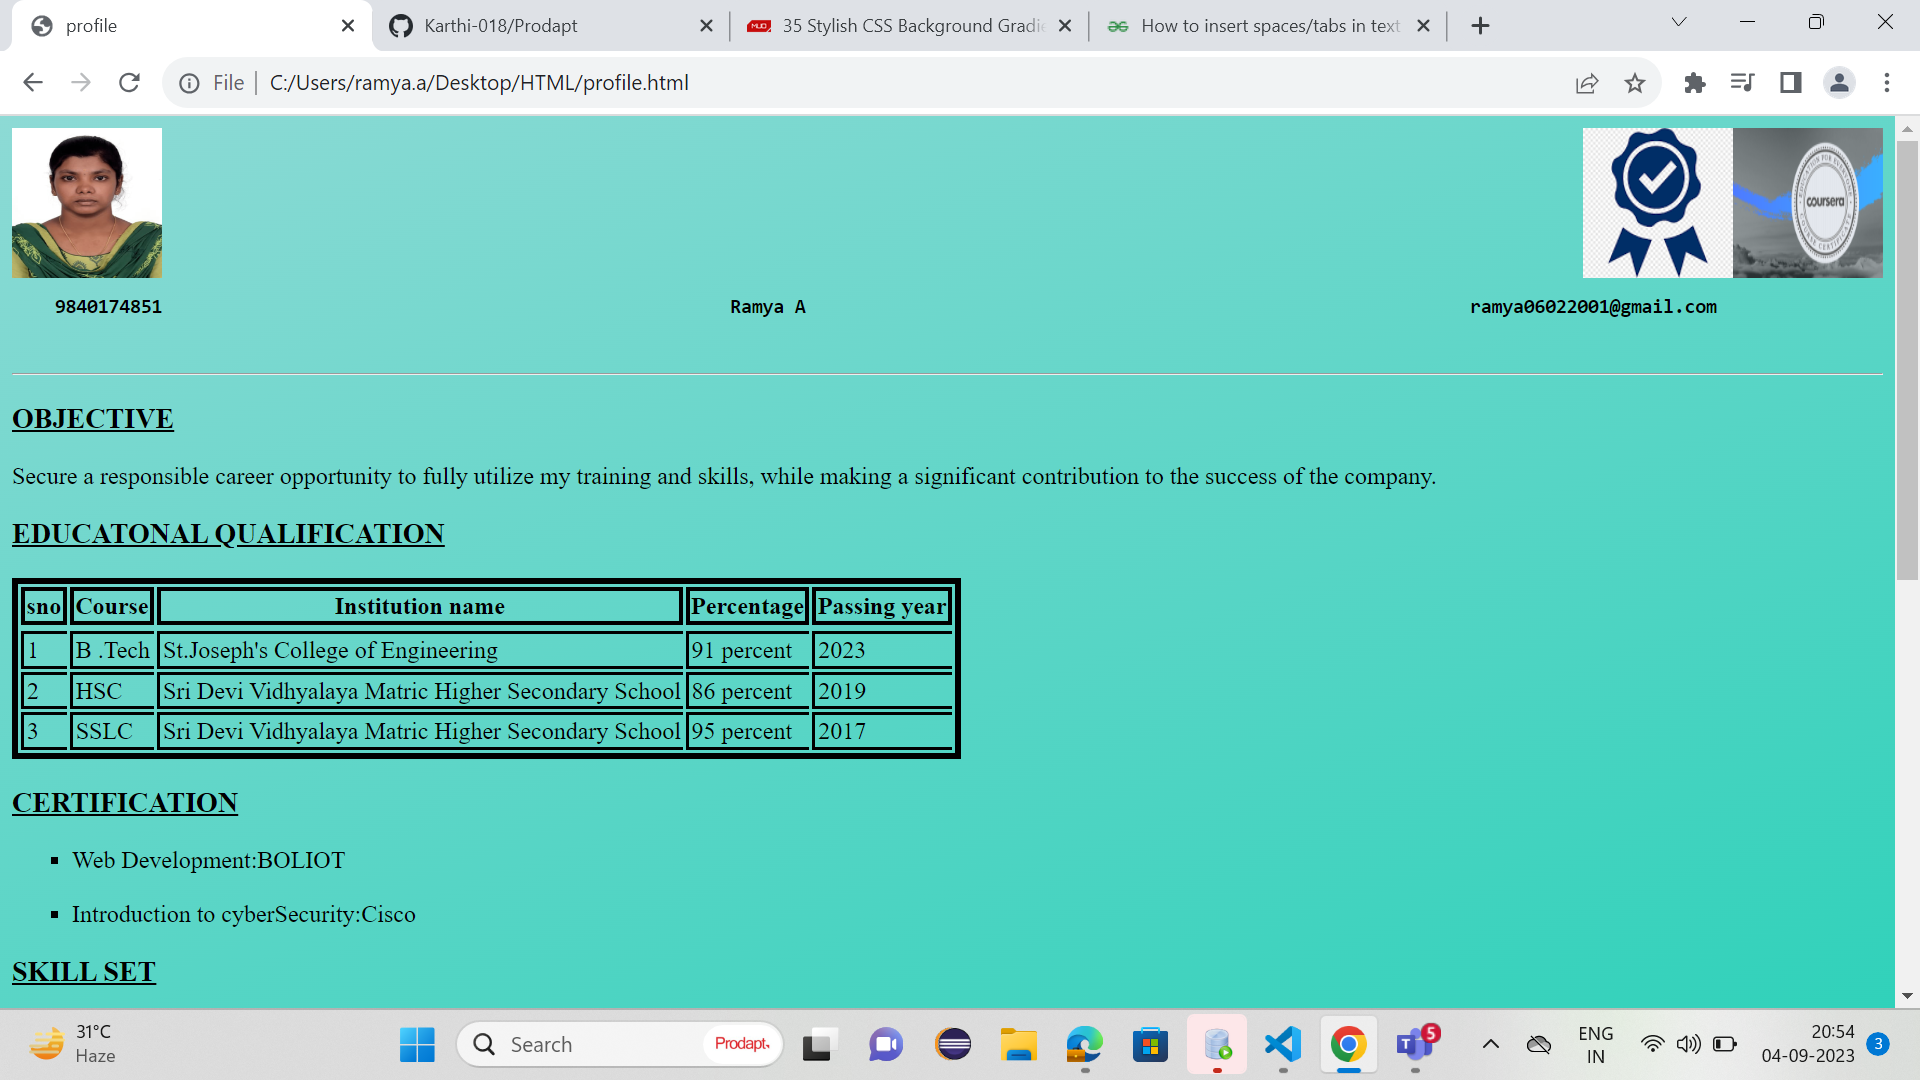 profile
Karthi-018/Prodapt
35 Stylish CSS Background Gradie
How to insert spaces/tabs in text
File
C:/Users/ramya.a/Desktop/HTML/profile.html
coursera
9840174851 Ramya A ramya06022001@gmail.com
OBJECTIVE
Secure a responsible career opportunity to fully utilize my training and skills, while making a significant contribution to the success of the company.
EDUCATONAL QUALIFICATION
sno Course Institution name Percentage Passing year
1 B .Tech St.Joseph's College of Engineering 91 percent 2023
2 HSC Sri Devi Vidhyalaya Matric Higher Secondary School 86 percent 2019
3 SSLC Sri Devi Vidhyalaya Matric Higher Secondary School 95 percent 2017
CERTIFICATION
Web Development:BOLIOT
Introduction to cyberSecurity:Cisco
SKILL SET
31°C
Haze
Search
Prodapt
5
ENG
IN
20:54
04-09-2023
3